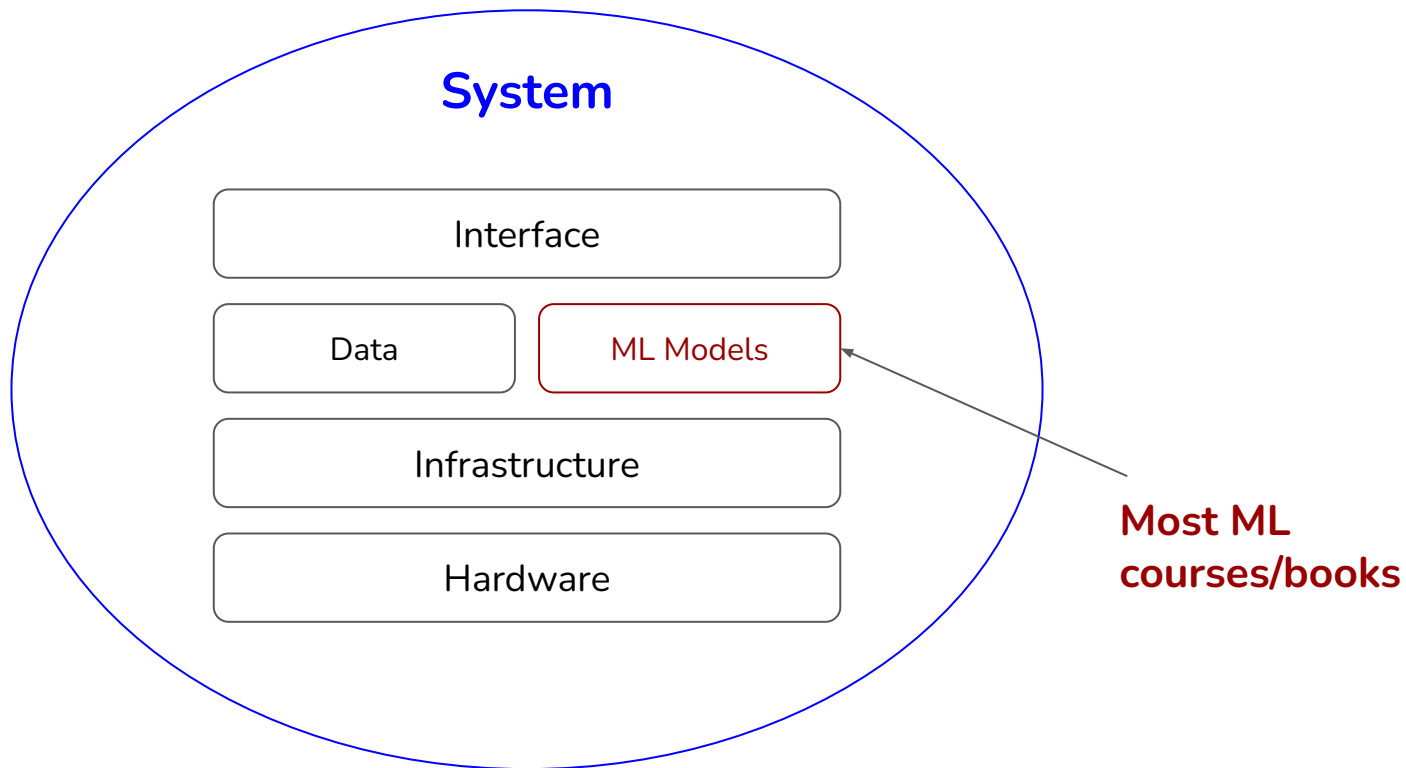 System
Interface
Data
ML Models
Infrastructure
Hardware
Most ML
courses/books